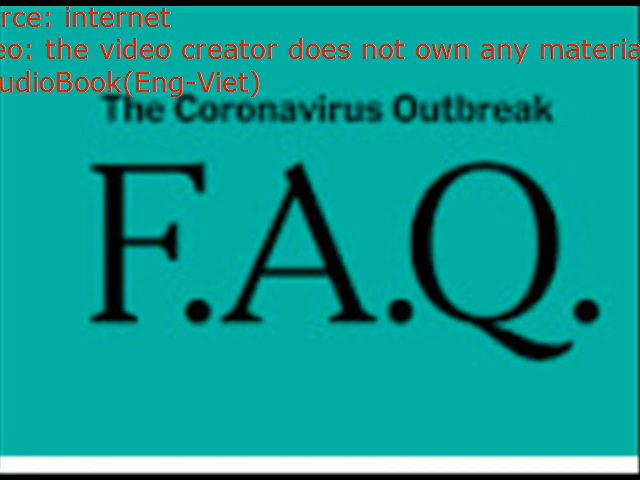 rce: internet
eo: the video creator does not own any materia
udioBook(Eng-Viet)
The Coronavirus Outbreak
F.A.Q.